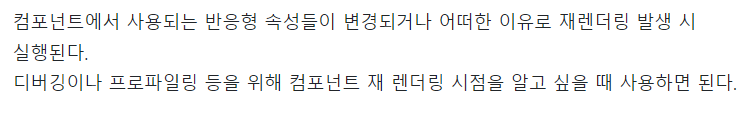 컴포넌트에서 사용되는 반응형 속성들이 변경되거나 어떠한 이유로 재렌더링 발생 시
실행된다.
디버깅이나 프로파일링 등을 위해 컴포넌트 재 렌더링 시점을 알고 싶을 때 사용하면 된다.